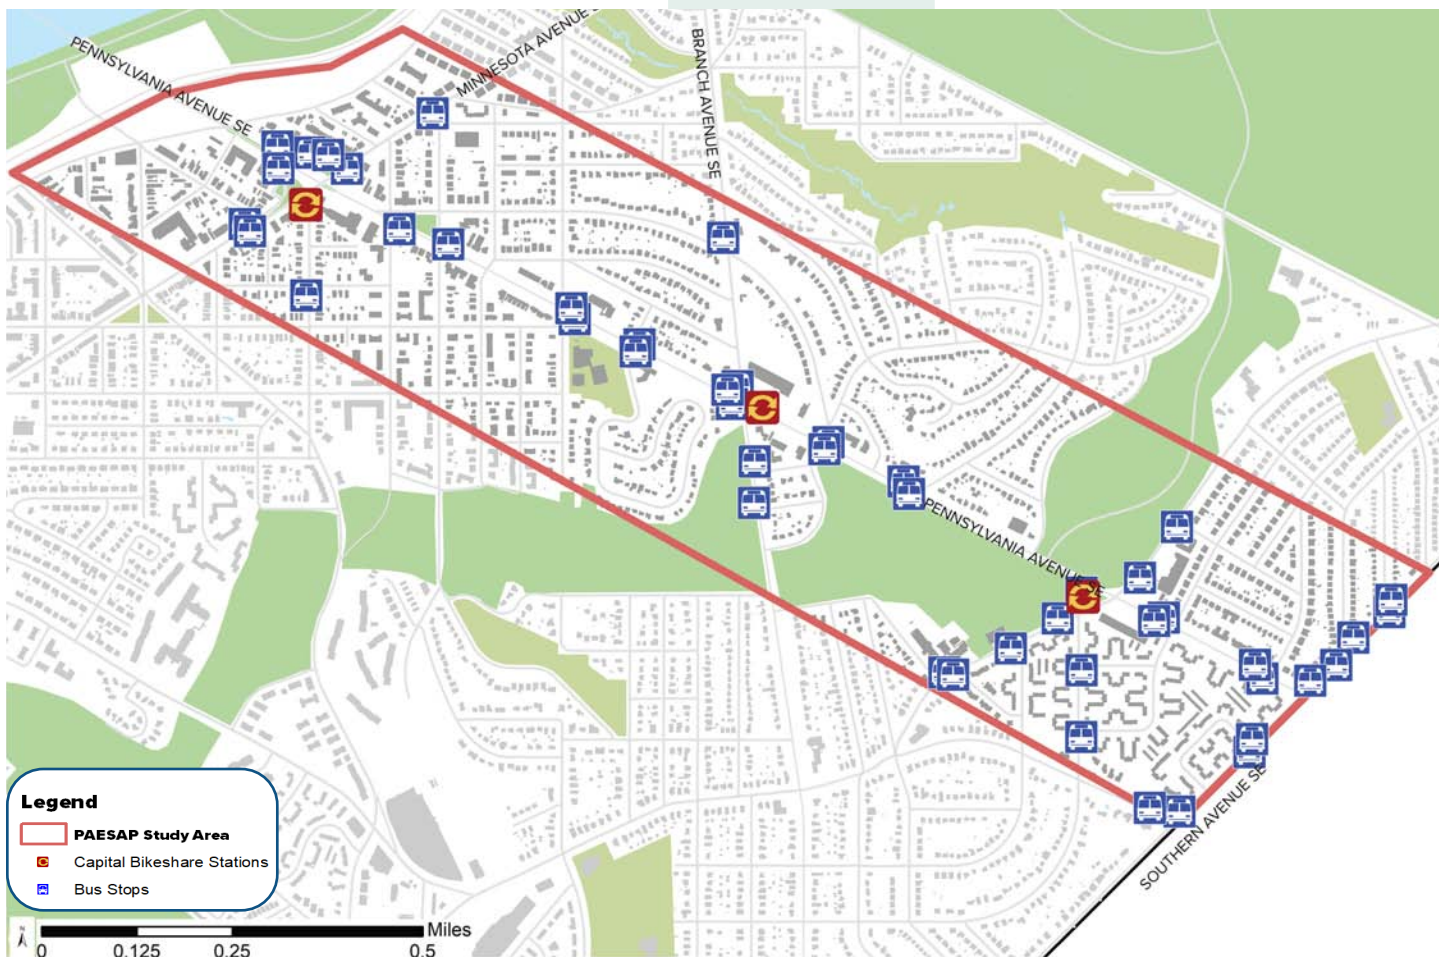 PENNSYLVANIA AVENUE SE
MINNESOTA AVENUE S
BRANCH AVENUE SE
PENNSYLVANIA AVENUE SE
SOUTHERN AVENUE SE
Legend
PAESAP Study Area
Capital Bikeshare Stations
Bus Stops
N
Miles
0 0.125 0.25 0.5